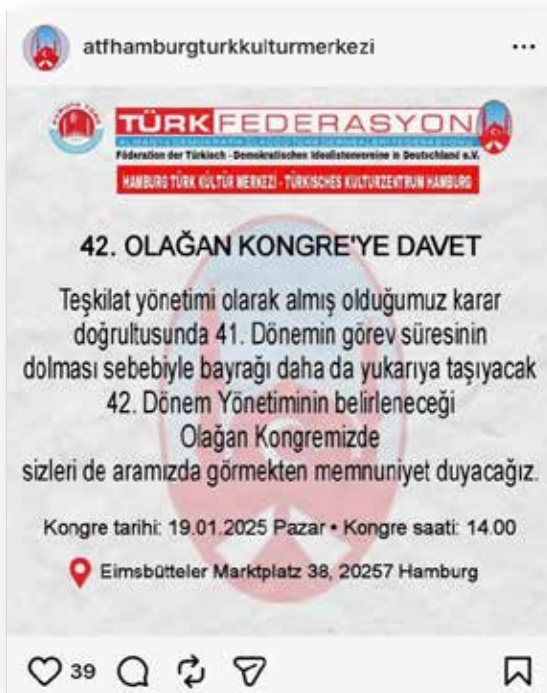 atfhamburgturkkulturmerkezi
TÜRKFEDERASYON
Föderation der Türkisch - Demokratischen Idealistenvereine in Deutschland e.V.
HAMBURG TÜRK KÜLTÜR MERKEZİ - TÜRKISCHES KULTURZENTRUM HAMBURG
42. OLAĞAN KONGRE'YE DAVET
Teşkilat yönetimi olarak almış olduğumuz karar
doğrultusunda 41. Dönemin görev süresinin
dolması sebebiyle bayrağı daha da yukarıya taşıyacak
42. Dönem Yönetiminin belirleneceği
Olağan Kongremizde
sizleri de aramızda görmekten memnuniyet duyacağız.
Kongre tarihi: 19.01.2025 Pazar • Kongre saati: 14.00
Eimsbütteler Marktplatz 38, 20257 Hamburg
39